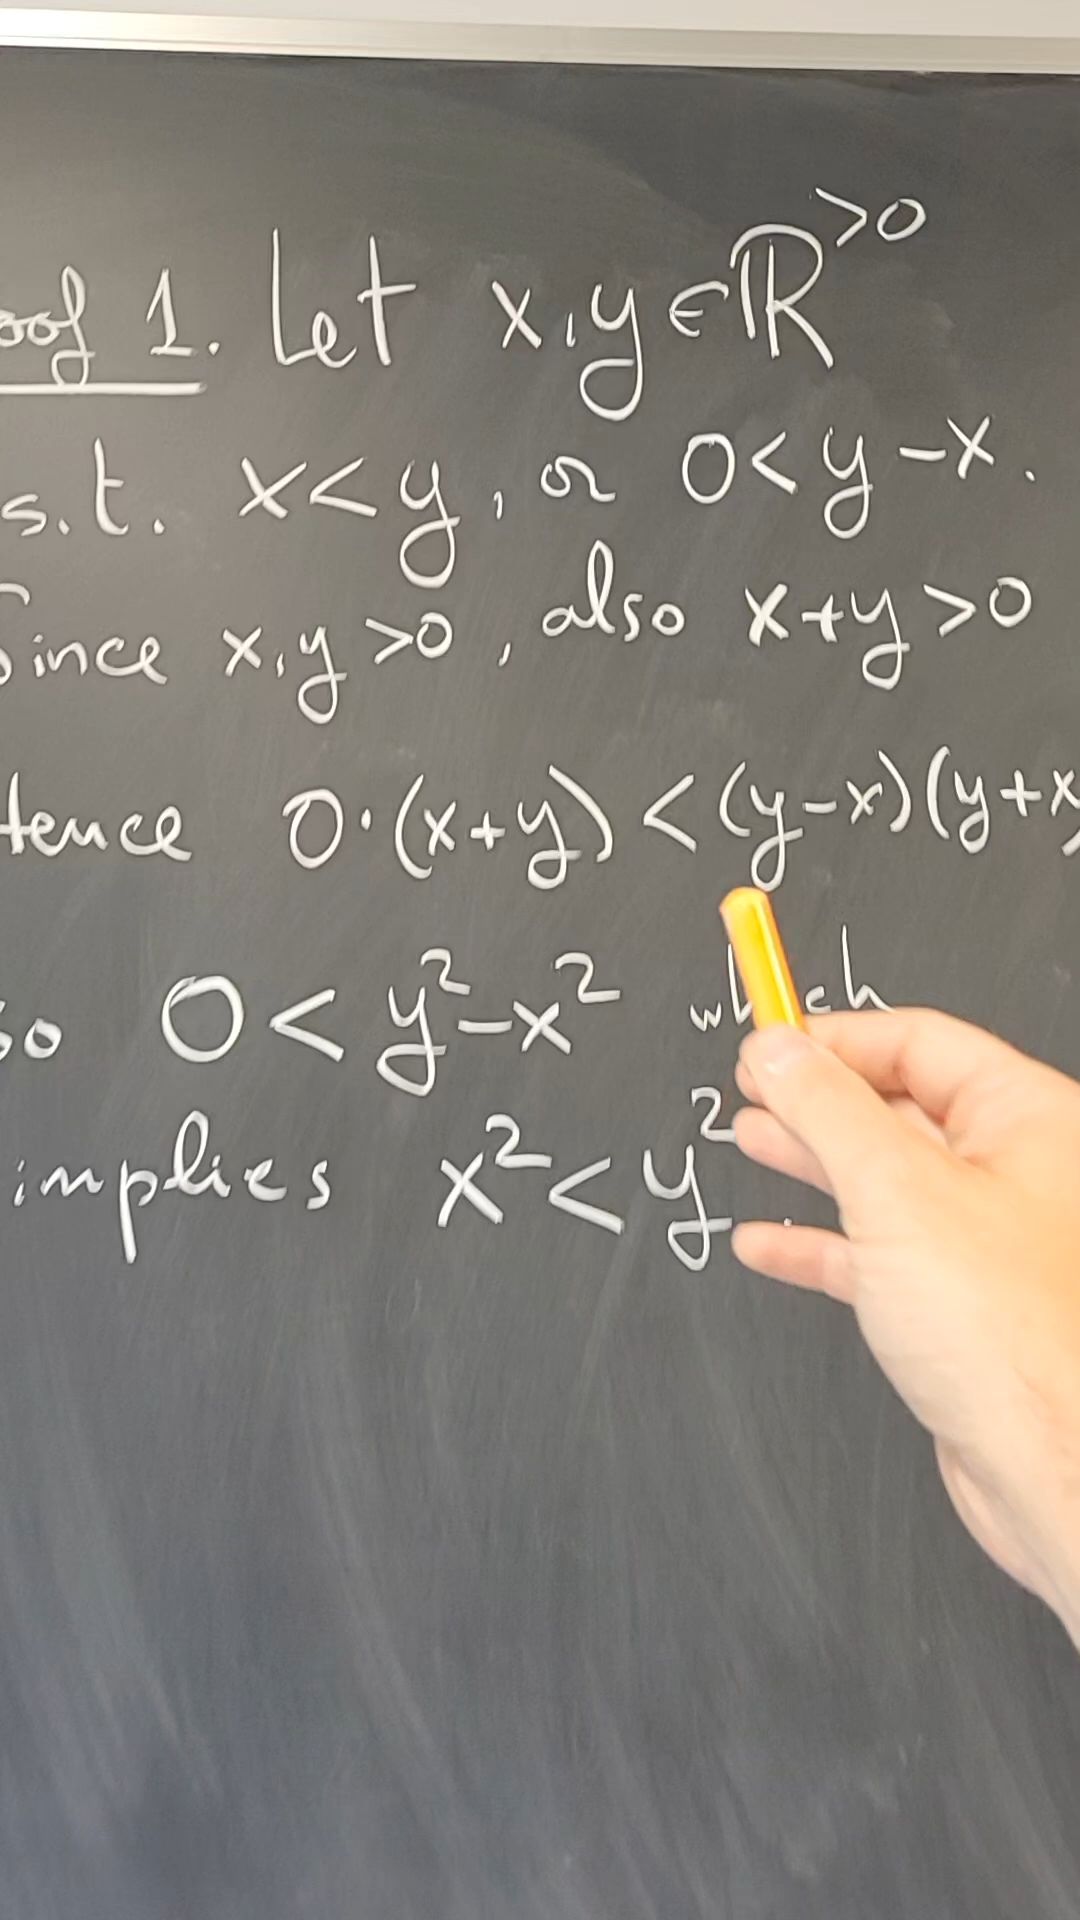 oof 1. Let x, y ∈ ℝ^{>0}
s.t. x < y, or 0 < y - x.
Since x, y > 0, also x + y > 0
Hence 0·(x+y) < (y-x)(y+x)
so 0 < y² - x² which
implies x² < y².